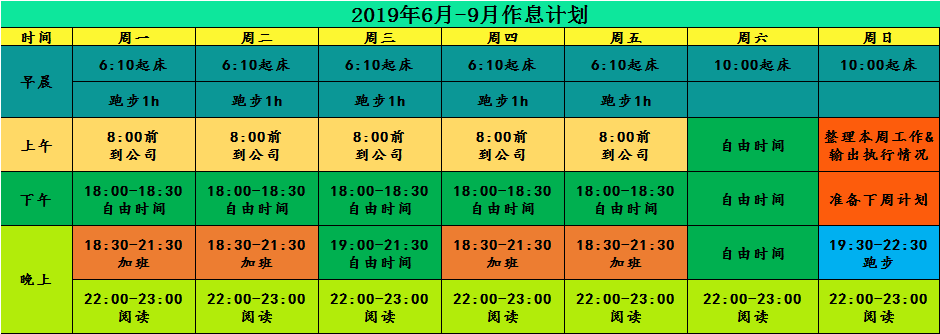 2019年6月-9月作息计划
时间 周一 周二 周三 周四 周五 周六 周日
早晨 6:10起床 6:10起床 6:10起床 6:10起床 6:10起床 10:00起床 10:00起床
跑步1h 跑步1h 跑步1h 跑步1h 跑步1h
上午 8:00前 8:00前 8:00前 8:00前 8:00前 自由时间 整理本周工作&
到公司 到公司 到公司 到公司 到公司 输出执行情况
下午 18:00-18:30 18:00-18:30 18:00-18:30 18:00-18:30 18:00-18:30 自由时间 准备下周计划
自由时间 自由时间 自由时间 自由时间 自由时间
晚上 18:30-21:30 18:30-21:30 19:00-21:30 18:30-21:30 18:30-21:30 自由时间 19:30-22:30
加班 加班 自由时间 加班 加班 跑步
22:00-23:00 22:00-23:00 22:00-23:00 22:00-23:00 22:00-23:00 22:00-23:00 22:00-23:00
阅读 阅读 阅读 阅读 阅读 阅读 阅读